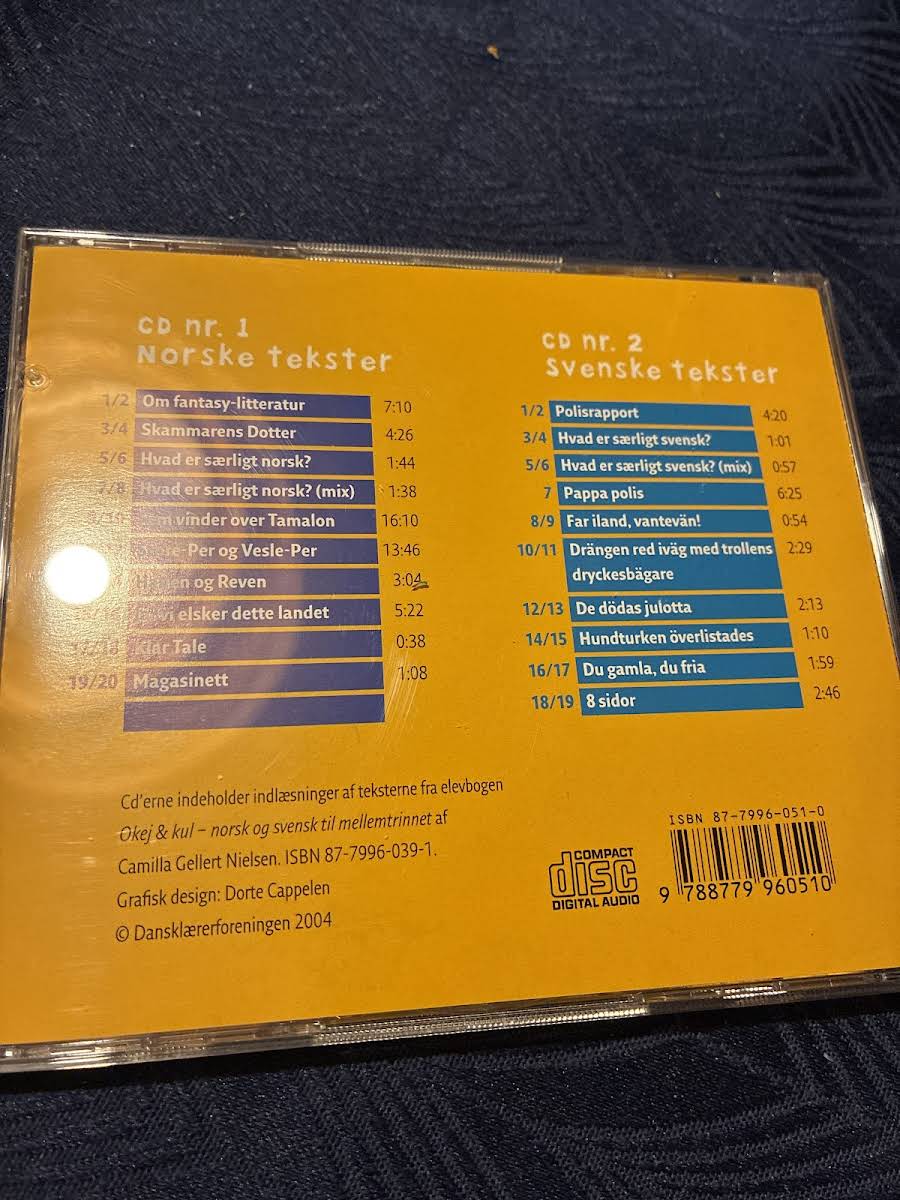 CD nr. 1
Norske tekster
1/2 Om fantasy-litteratur 7:10
3/4 Skammarens Dotter 4:26
5/6 Hvad er særligt norsk? 1:44
7/8 Hvad er særligt norsk? (mix) 1:38
vinder over Tamalon 16:10
og Vesle-Per 13:46
og Reven 3:04
vi elsker dette landet 5:22
Klar Tale 0:38
19/20 Magasinett 1:08
CD nr. 2
Svenske tekster
1/2 Polisrapport 4:20
3/4 Hvad er særligt svensk? 1:01
5/6 Hvad er særligt svensk? (mix) 0:57
7 Pappa polis 6:25
8/9 Far iland, vantevän! 0:54
10/11 Drängen red iväg med trollens 2:29
dryckesbägare
12/13 De dödas julotta 2:13
14/15 Hundturken överlistades 1:10
16/17 Du gamla, du fria 1:59
18/19 8 sidor 2:46
Cd'erne indeholder indlæsninger af teksterne fra elevbogen
Okej & kul – norsk og svensk til mellemtrinnet af
Camilla Gellert Nielsen. ISBN 87-7996-039-1.
Grafisk design: Dorte Cappelen
© Dansklærerforeningen 2004
COMPACT
disc
DIGITAL AUDIO
ISBN 87-7996-051-0
9 788779 960510